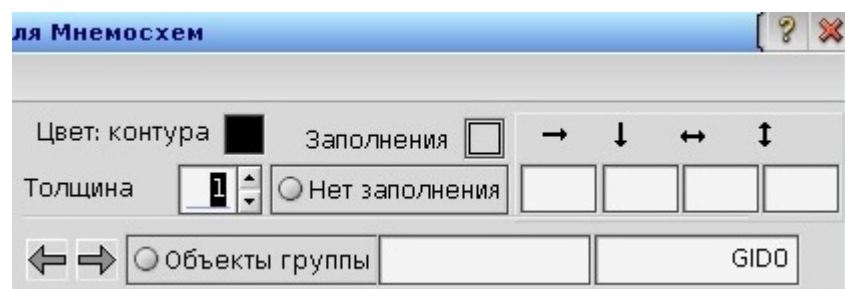 ля Мнемосхем
Цвет: контура Заполнения
Толщина 1 Нет заполнения
Объекты группы GID0